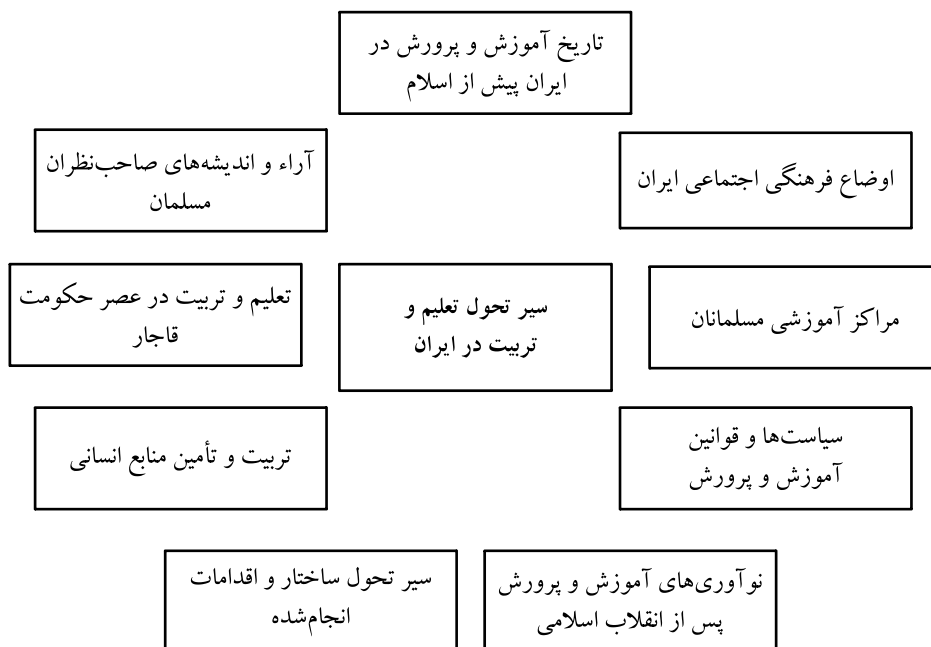 تاریخ آموزش و پرورش در
ایران پیش از اسلام
اوضاع فرهنگی اجتماعی ایران
آراء و اندیشه‌های صاحب‌نظران
مسلمان
مراکز آموزشی مسلمانان
سیر تحول تعلیم و
تربیت در ایران
تعلیم و تربیت در عصر حکومت
قاجار
سیاست‌ها و قوانین
آموزش و پرورش
تربیت و تأمین منابع انسانی
نوآوری‌های آموزش و پرورش
پس از انقلاب اسلامی
سیر تحول ساختار و اقدامات
انجام‌شده